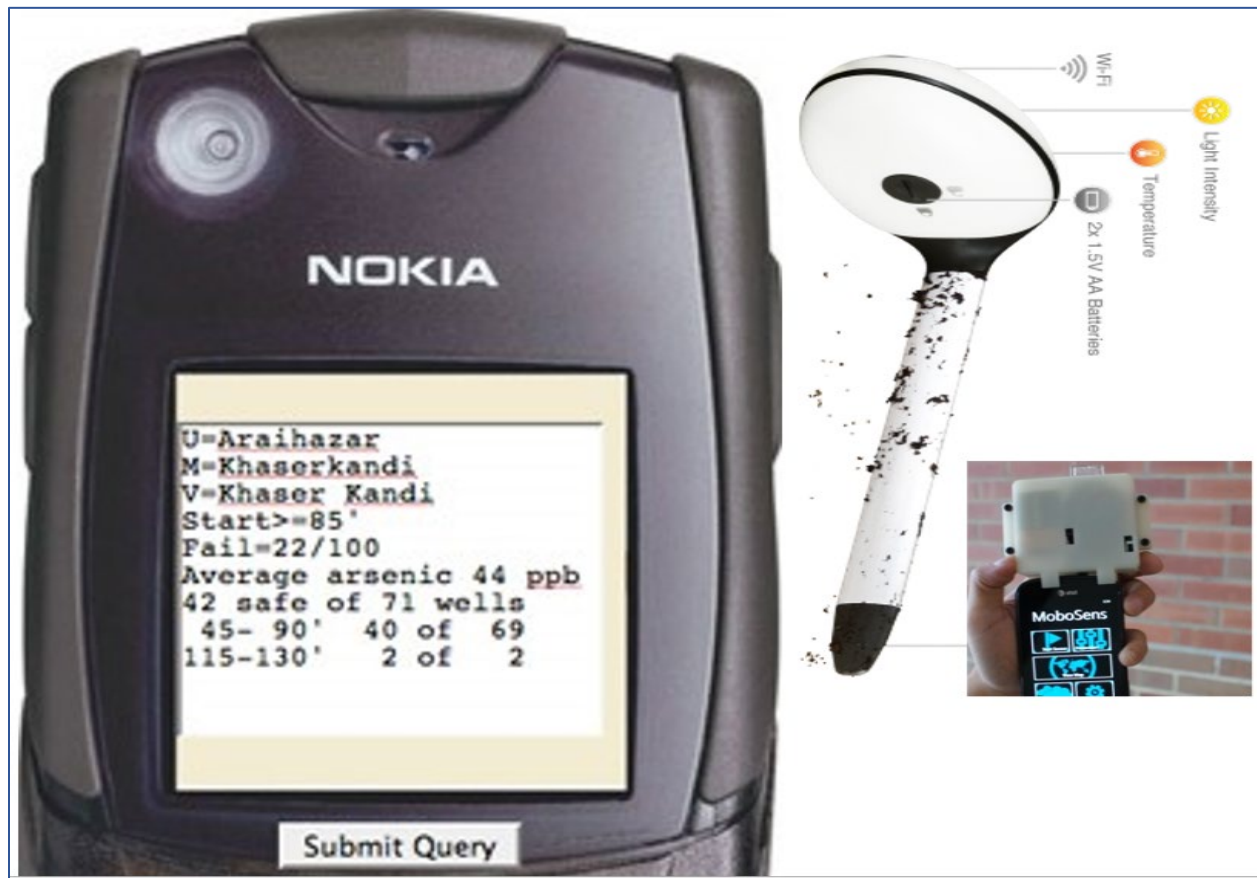 NOKIA
U=Araihazar
M=Khaserkandi
V=Khaser Kandi
Start>=85'
Fail=22/100
Average arsenic 44 ppb
42 safe of 71 wells
45- 90' 40 of 69
115-130' 2 of 2
Submit Query
Wi-Fi
Light Intensity
Temperature
2x 1.5V AA Batteries
MoboSens